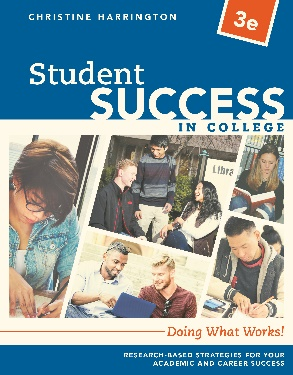 CHRISTINE HARRINGTON
3e
Student
SUCCESS
IN COLLEGE
Libra
Doing What Works!
RESEARCH-BASED STRATEGIES FOR YOUR
ACADEMIC AND CAREER SUCCESS